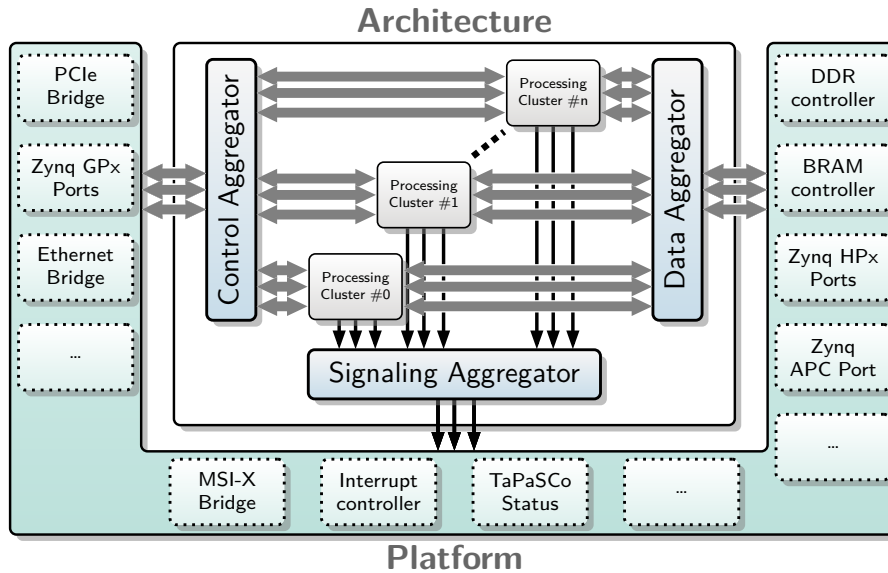 Architecture
PCIe
Bridge
Zynq GPx
Ports
Ethernet
Bridge
...
Control Aggregator
Processing
Cluster #n
Processing
Cluster #1
Processing
Cluster #0
Data Aggregator
Signaling Aggregator
DDR
controller
BRAM
controller
Zynq HPx
Ports
Zynq
APC Port
...
MSI-X
Bridge
Interrupt
controller
TaPaSCo
Status
...
Platform